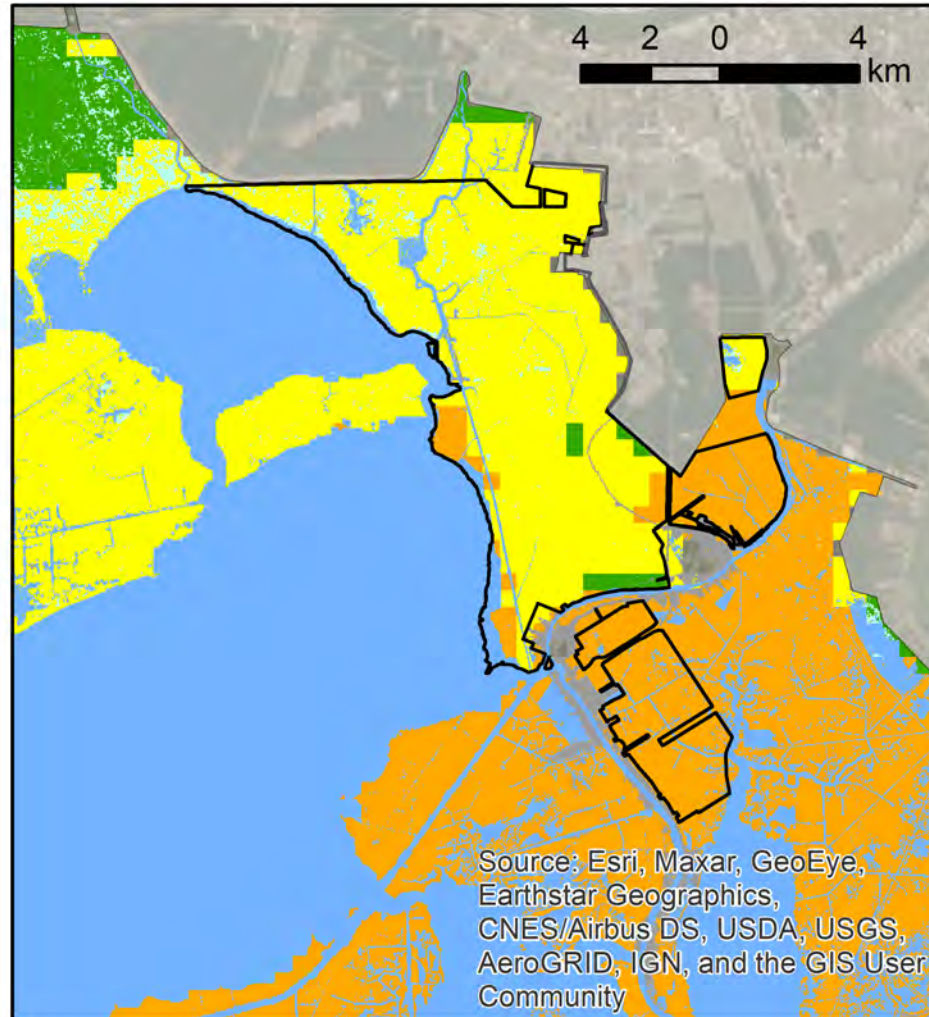 4 2 0 4
km
Source: Esri, Maxar, GeoEye,
Earthstar Geographics,
CNES/Airbus DS, USDA, USGS,
AeroGRID, IGN, and the GIS User
Community